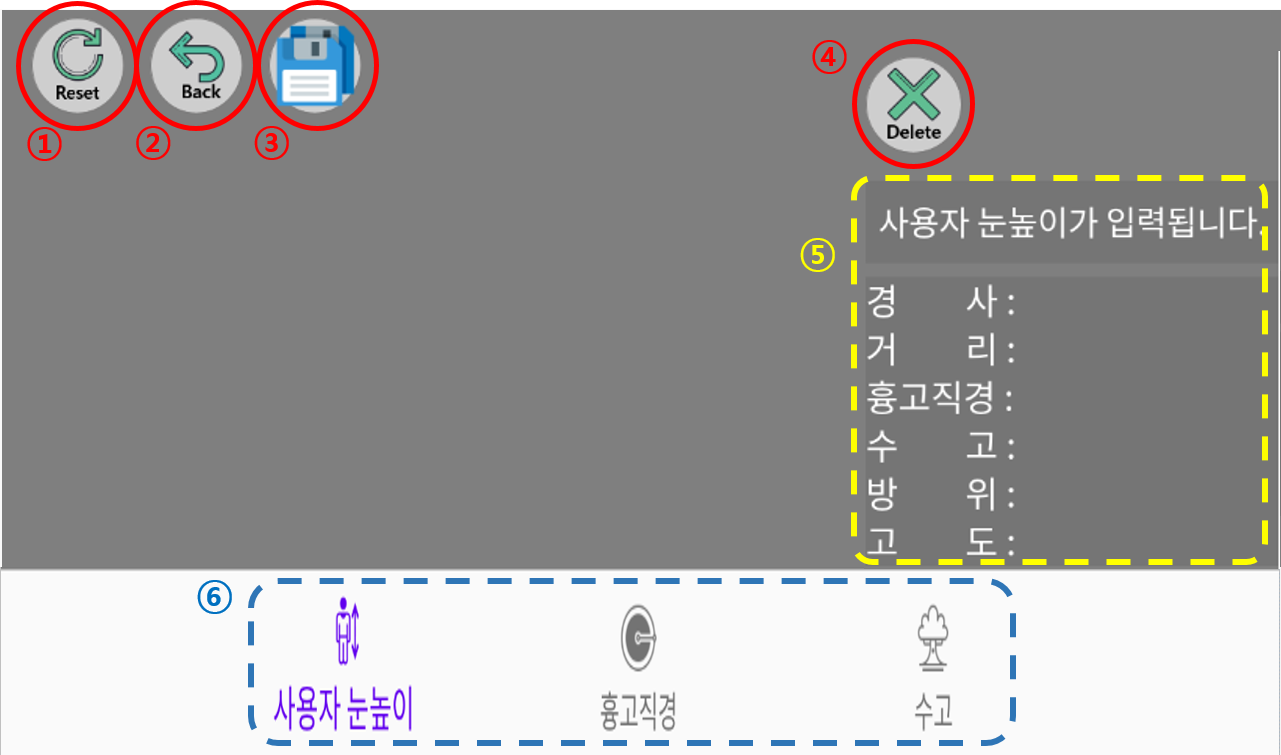 Reset
Back
①
②
③
④
Delete
⑤
사용자 눈높이가 입력됩니다.
경 사 :
거 리 :
흉고직경 :
수 고 :
방 위 :
고 도 :
⑥
사용자 눈높이
흉고직경
수고